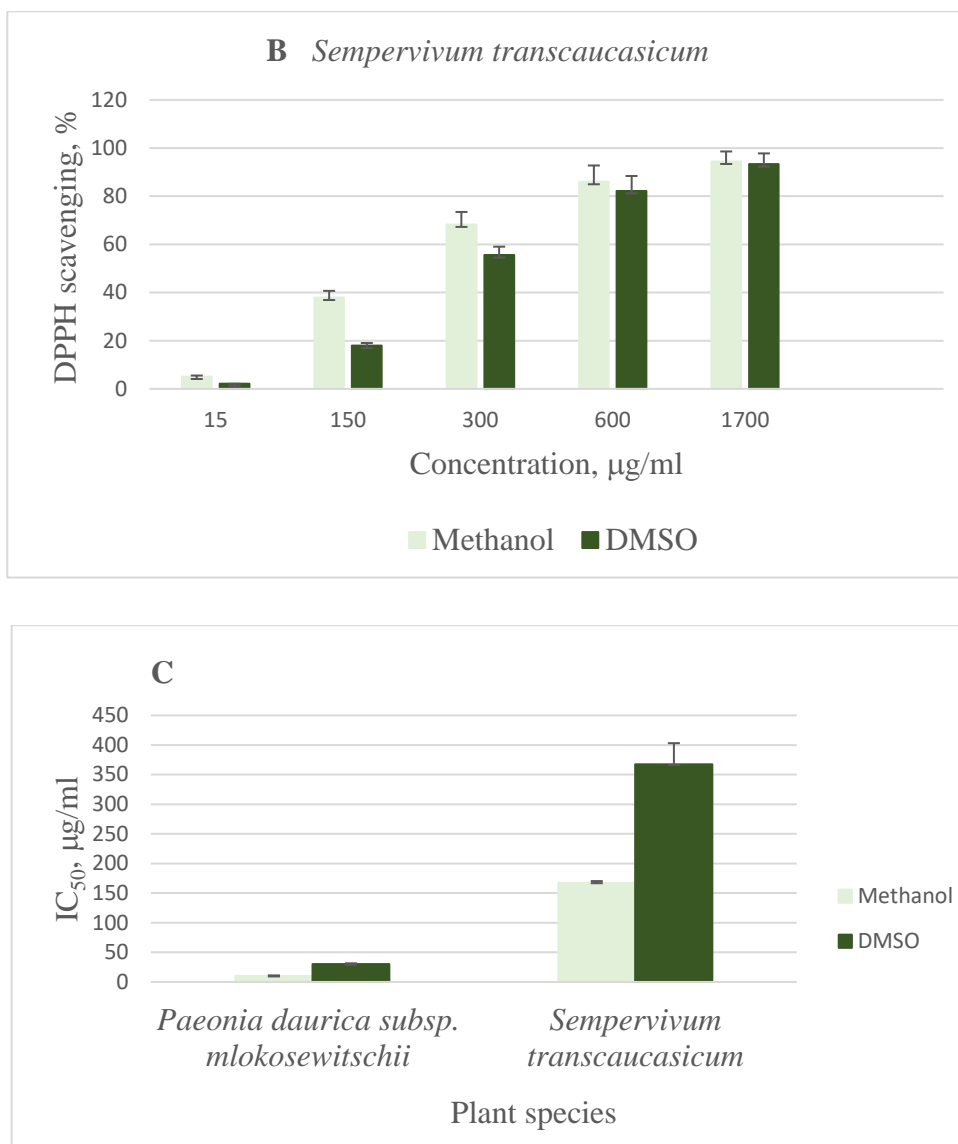 B Sempervivum transcaucasicum
120
100
80
60
40
20
0
DPPH scavenging, %
15 150 300 600 1700
Concentration, µg/ml
Methanol DMSO
C
450
400
350
300
250
200
150
100
50
0
IC50, µg/ml
Methanol
DMSO
Paeonia daurica subsp. Sempervivum
mlokosewitschii transcaucasicum
Plant species